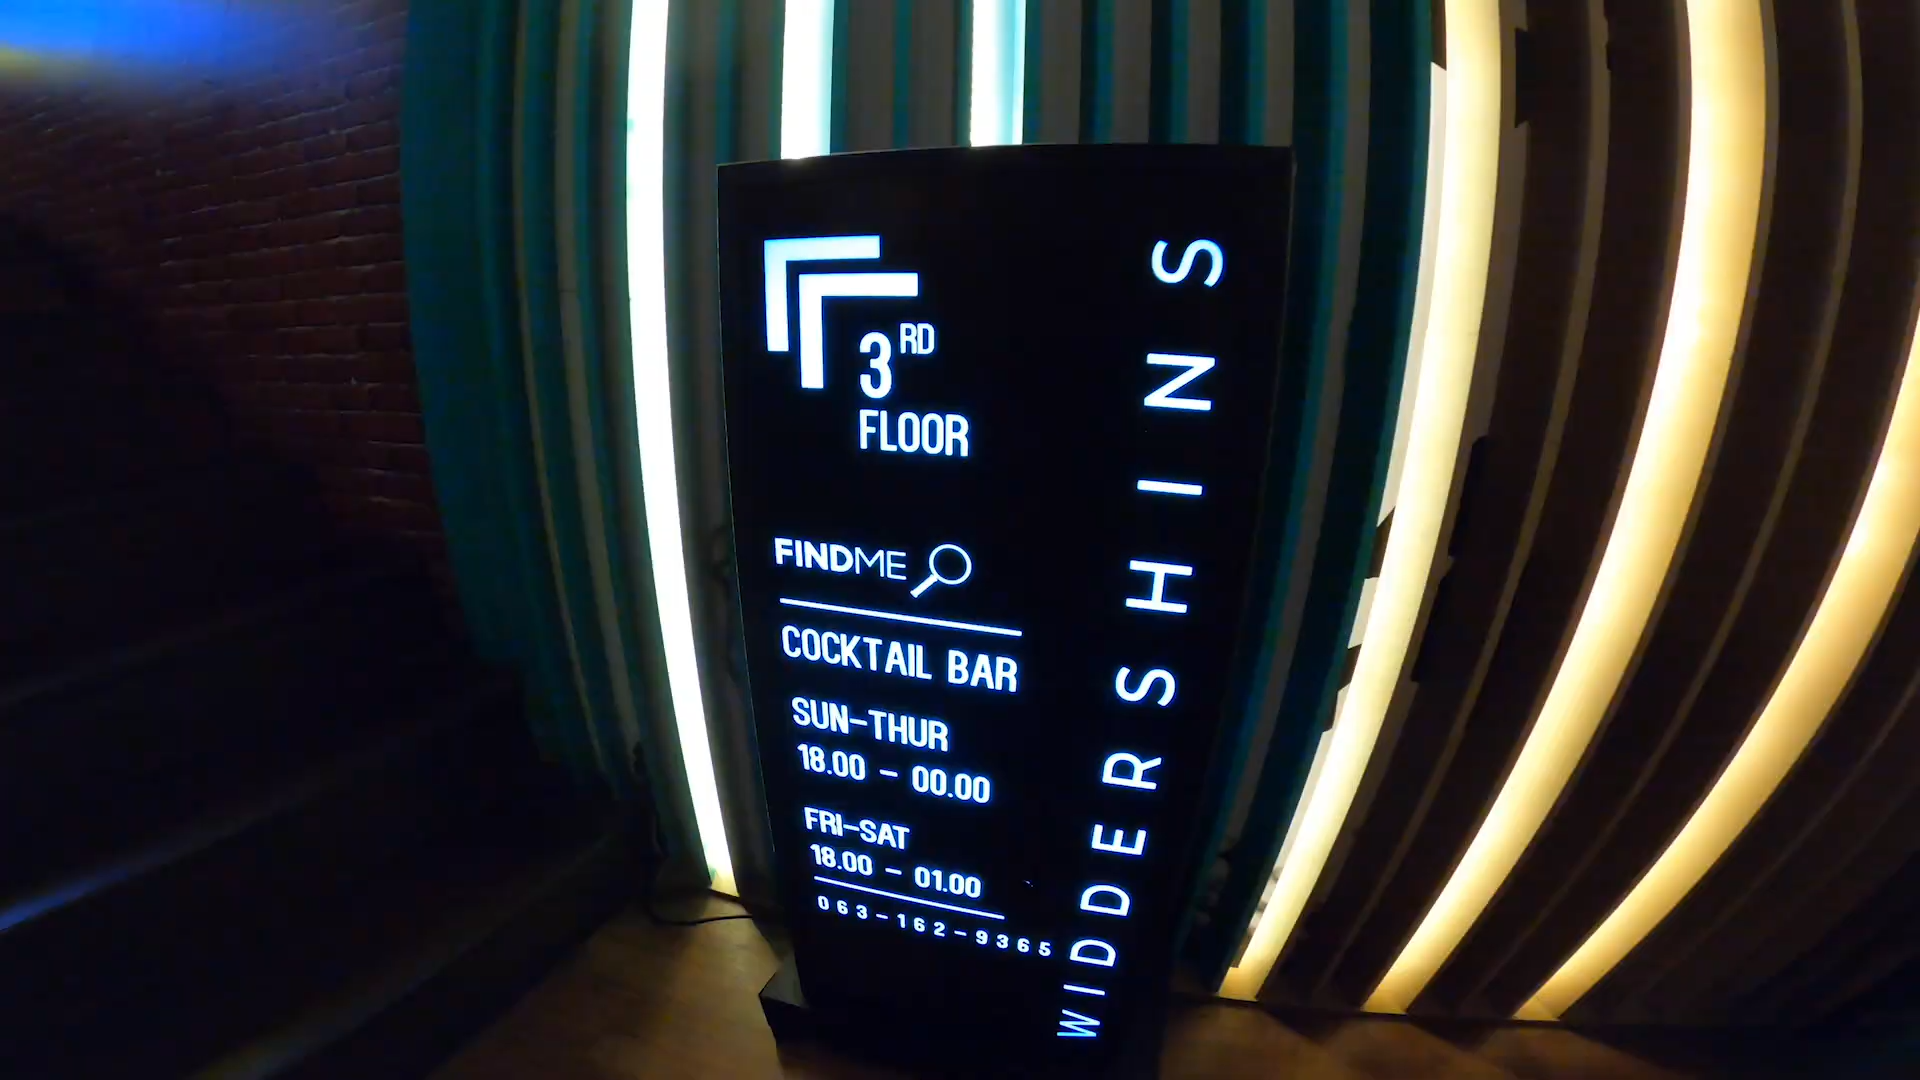 3RD
FLOOR
FINDME
COCKTAIL BAR
SUN-THUR
18.00 - 00.00
FRI-SAT
18.00 - 01.00
063-162-9365
WIDDERSHINS